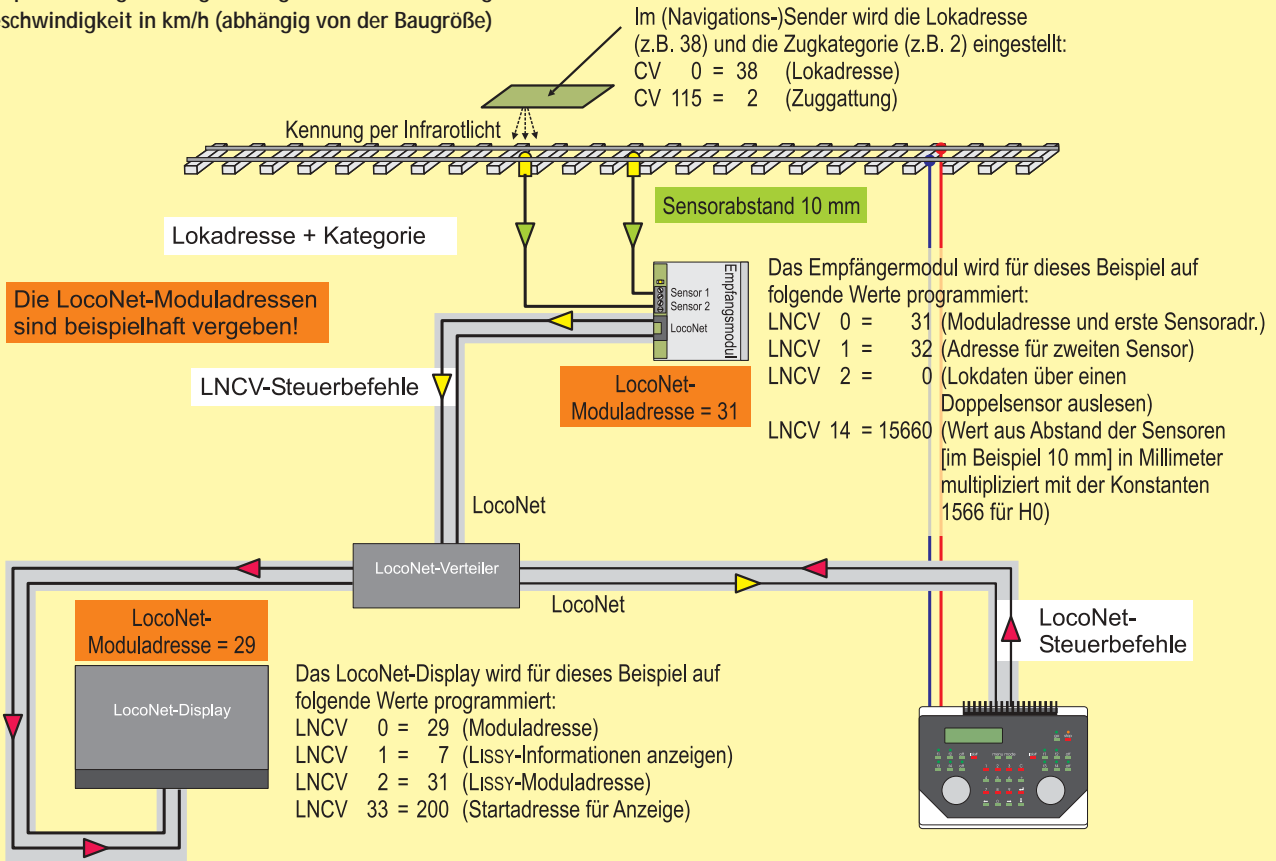 eschwindigkeit in km/h (abhängig von der Baugröße)
Im (Navigations-)Sender wird die Lokadresse
(z.B. 38) und die Zugkategorie (z.B. 2) eingestellt:
CV 0 = 38 (Lokadresse)
CV 115 = 2 (Zuggattung)
Kennung per Infrarotlicht
Sensorabstand 10 mm
Lokadresse + Kategorie
Die LocoNet-Moduladressen
sind beispielhaft vergeben!
Sensor 1
Sensor 2
LocoNet
Empfangsmodul
Das Empfängermodul wird für dieses Beispiel auf
folgende Werte programmiert:
LNCV 0 = 31 (Moduladresse und erste Sensoradr.)
LNCV 1 = 32 (Adresse für zweiten Sensor)
LNCV 2 = 0 (Lokdaten über einen
Doppelsensor auslesen)
LNCV 14 = 15660 (Wert aus Abstand der Sensoren
[im Beispiel 10 mm] in Millimeter
multipliziert mit der Konstanten
1566 für H0)
LNCV-Steuerbefehle
LocoNet-
Moduladresse = 31
LocoNet
LocoNet-Verteiler
LocoNet
LocoNet-
Moduladresse = 29
LocoNet-Display
Das LocoNet-Display wird für dieses Beispiel auf
folgende Werte programmiert:
LNCV 0 = 29 (Moduladresse)
LNCV 1 = 7 (LISSY-Informationen anzeigen)
LNCV 2 = 31 (LISSY-Moduladresse)
LNCV 33 = 200 (Startadresse für Anzeige)
LocoNet-
Steuerbefehle